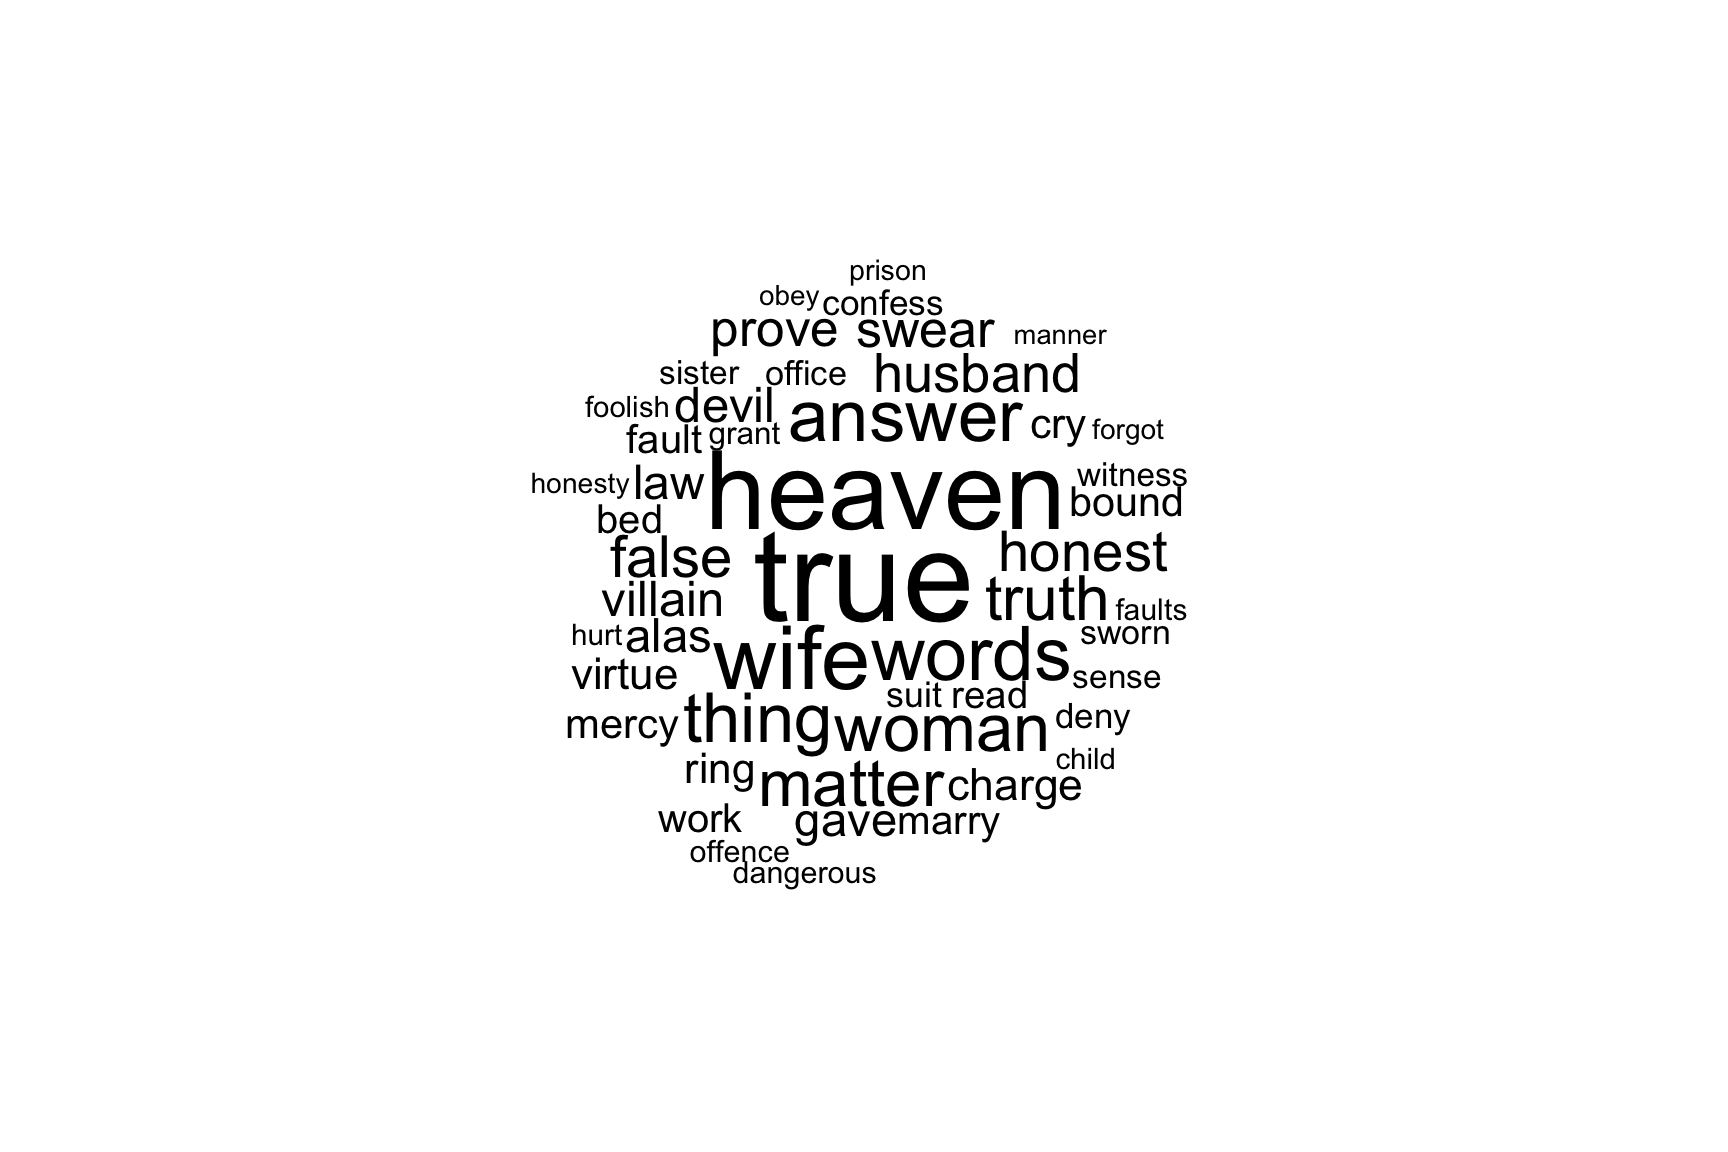 prison
obey confess
prove swear manner
sister office husband
foolish devil answer cry forgot
fault grant
honesty law heaven witness
bed bound
false true honest
villain truth faults
hurt alas wife words sworn
virtue sense
suit read
mercy thing woman deny
ring matter charge child
work gave marry
offence
dangerous